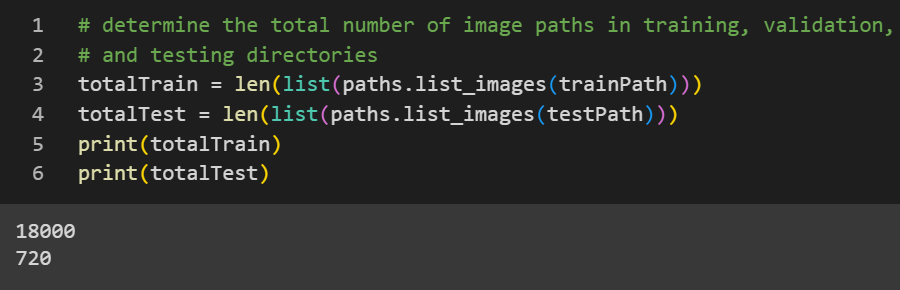 1 # determine the total number of image paths in training, validation,
2 # and testing directories
3 totalTrain = len(list(paths.list_images(trainPath)))
4 totalTest = len(list(paths.list_images(testPath)))
5 print(totalTrain)
6 print(totalTest)
18000
720